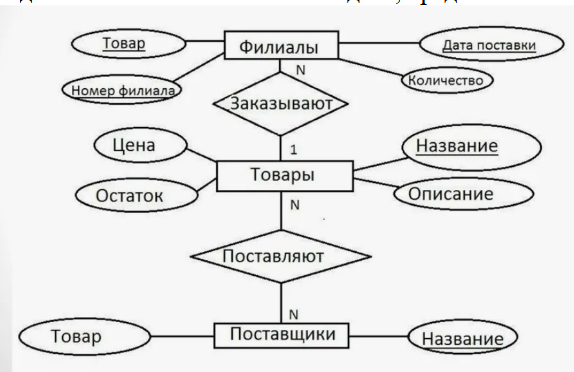 Товар
Филиалы
Дата поставки
Номер филиала
N
Количество
Заказывают
Цена
1
Название
Товары
Остаток
N
Описание
Поставляют
N
Товар
Поставщики
Название